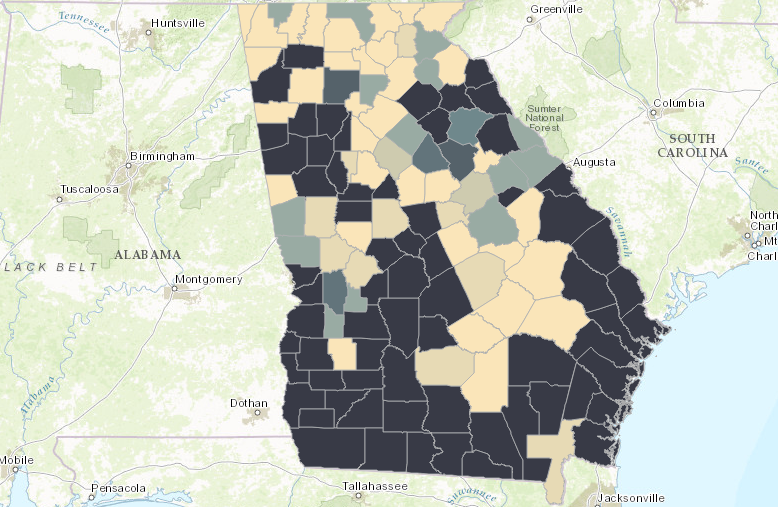 Tennessee
Huntsville
Greenville
Columbia
Sumter
National
Forest
SOUTH
CAROLINA
Birmingham
Augusta
Santee
Tuscaloosa
Savannah
North
Charl
Mt
Charl
ALABAMA
LACK BELT
Montgomery
Alabama
Dothan
Mobile
Pensacola
Tallahassee
Suwannee
Jacksonville